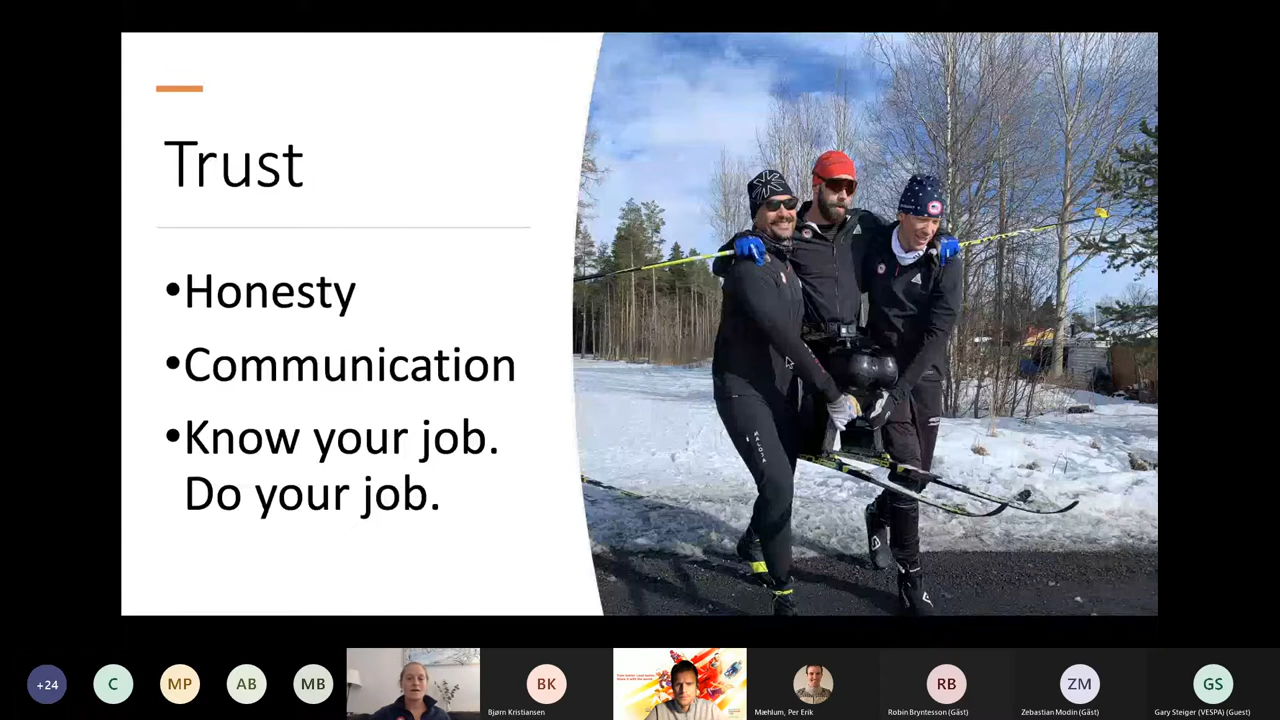 Trust
•Honesty
•Communication
•Know your job.
Do your job.
MALOJA
+24
C
MP
AB
MB
BK
RB
ZM
GS
Bjørn Kristiansen
Mæhlum, Per Erik
Robin Bryntesson (Gäst)
Zebastian Modin (Gäst)
Gary Steiger (VESPA) (Guest)